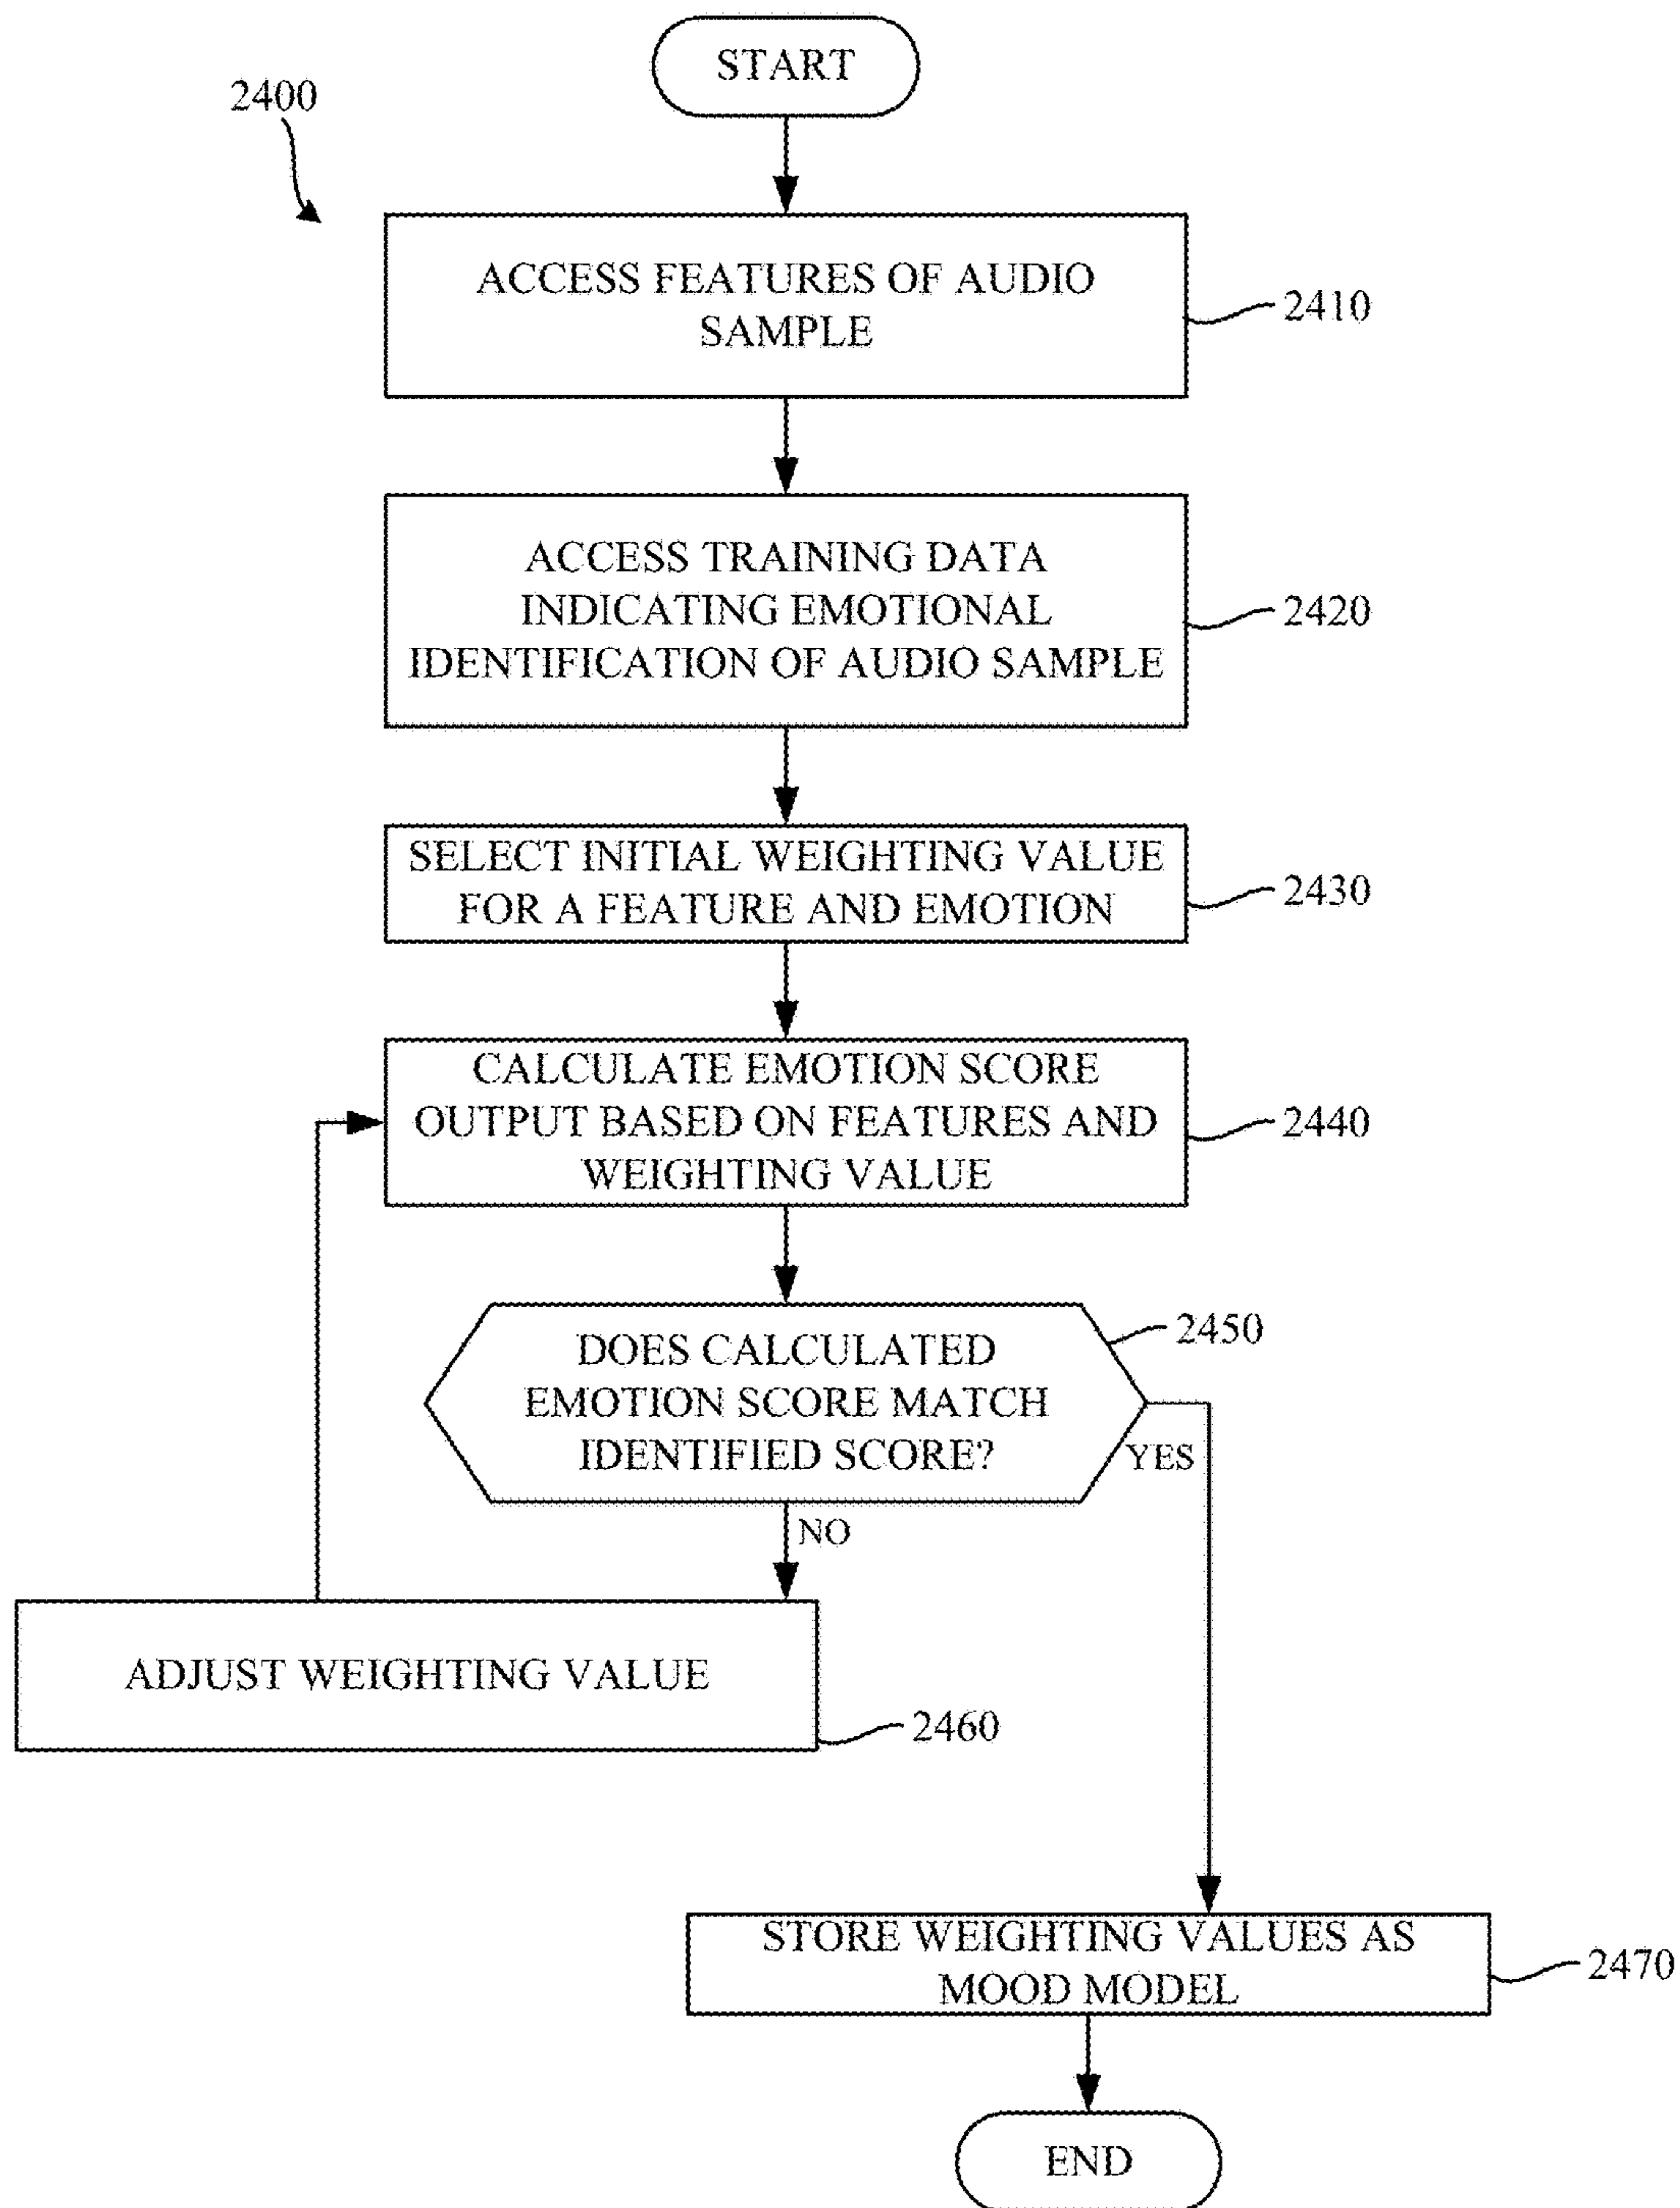 START
2400
ACCESS FEATURES OF AUDIO
SAMPLE
2410
ACCESS TRAINING DATA
INDICATING EMOTIONAL
IDENTIFICATION OF AUDIO SAMPLE
2420
SELECT INITIAL WEIGHTING VALUE
FOR A FEATURE AND EMOTION
2430
CALCULATE EMOTION SCORE
OUTPUT BASED ON FEATURES AND
WEIGHTING VALUE
2440
DOES CALCULATED
EMOTION SCORE MATCH
IDENTIFIED SCORE?
2450
YES
NO
ADJUST WEIGHTING VALUE
2460
STORE WEIGHTING VALUES AS
MOOD MODEL
2470
END